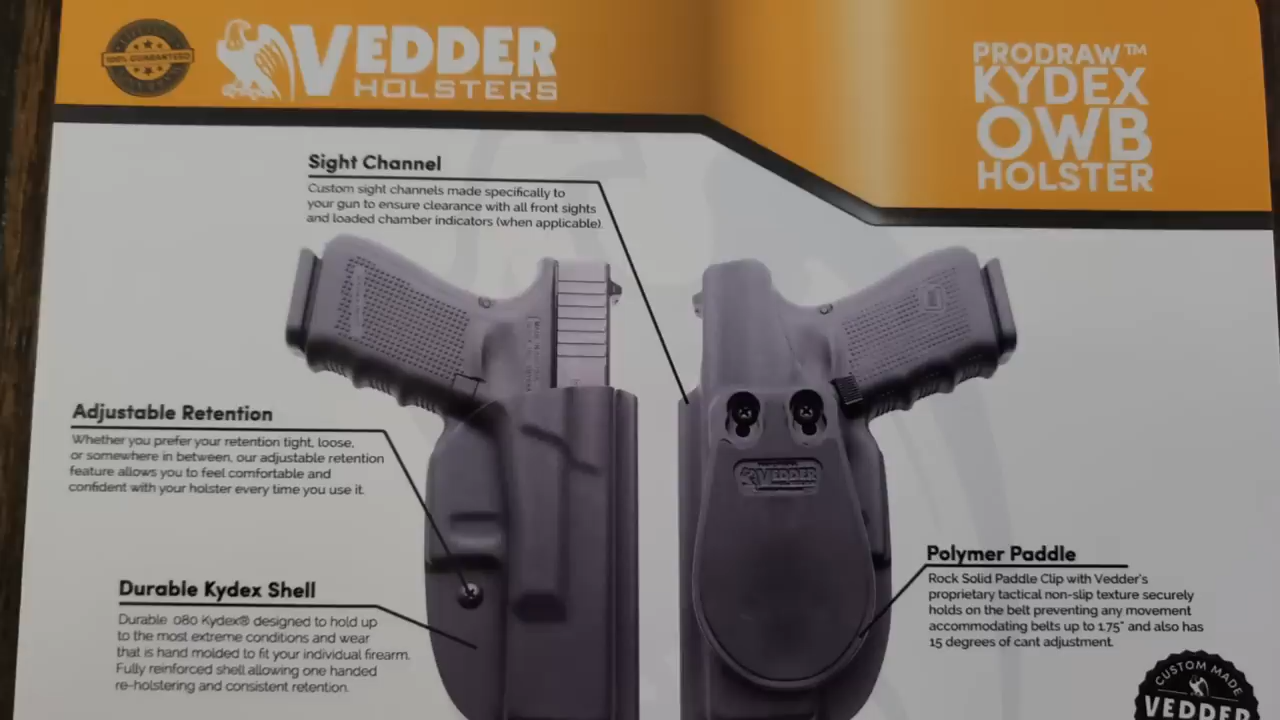 100% GUARANTEED
VEDDER
HOLSTERS
PRODRAW™
KYDEX
OWB
HOLSTER
Sight Channel
Custom sight channels made specifically to
your gun to ensure clearance with all front sights
and loaded chamber indicators (when applicable).
Adjustable Retention
Whether you prefer your retention tight, loose,
or somewhere in between, our adjustable retention
feature allows you to feel comfortable and
confident with your holster every time you use it.
VEDDER
Durable Kydex Shell
Durable .080 Kydex® designed to hold up
to the most extreme conditions and wear
that is hand molded to fit your individual firearm.
Fully reinforced shell allowing one handed
re-holstering and consistent retention.
Polymer Paddle
Rock Solid Paddle Clip with Vedder's
proprietary tactical non-slip texture securely
holds on the belt preventing any movement
accommodating belts up to 1.75" and also has
15 degrees of cant adjustment.
CUSTOM MADE
VEDDER